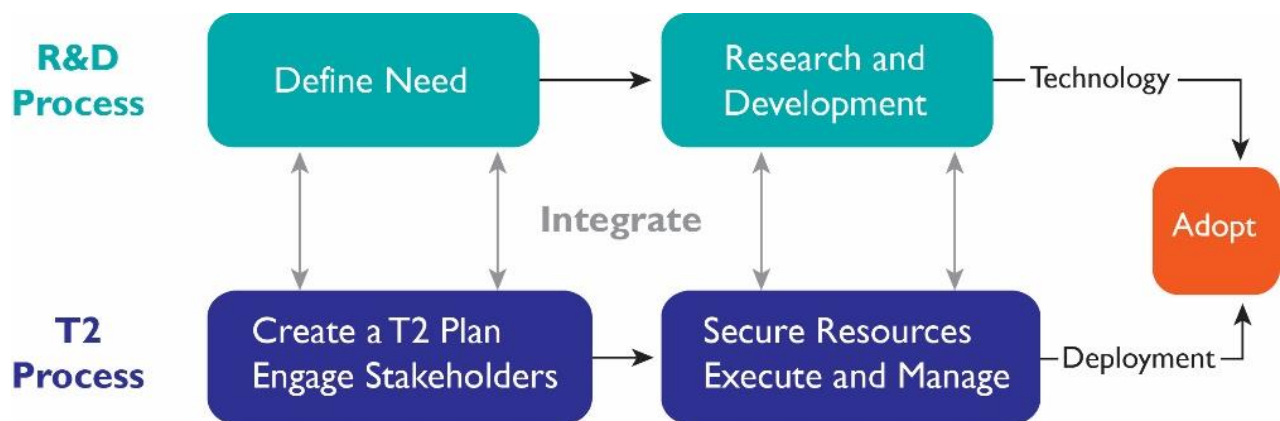 R&D
Process
Define Need
Research and
Development
Technology
Integrate
Adopt
T2
Process
Create a T2 Plan
Engage Stakeholders
Secure Resources
Execute and Manage
Deployment